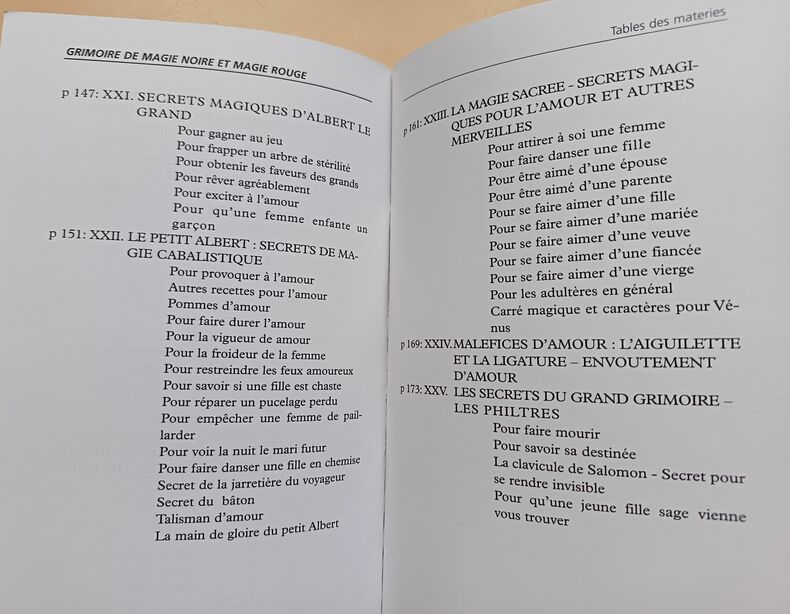 GRIMOIRE DE MAGIE NOIRE ET MAGIE ROUGE
p 147: XXI. SECRETS MAGIQUES D'ALBERT LE
GRAND
Pour gagner au jeu
Pour frapper un arbre de stérilité
Pour obtenir les faveurs des grands
Pour rêver agréablement
Pour exciter à l'amour
Pour qu'une femme enfante un
garçon
p 151: XXII. LE PETIT ALBERT : SECRETS DE MA-
GIE CABALISTIQUE
Pour provoquer à l'amour
Autres recettes pour l'amour
Pommes d'amour
Pour faire durer l'amour
Pour la vigueur de amour
Pour la froideur de la femme
Pour restreindre les feux amoureux
Pour savoir si une fille est chaste
Pour réparer un pucelage perdu
Pour empêcher une femme de pail-
larder
Pour voir la nuit le mari futur
Pour faire danser une fille en chemise
Secret de la jarretière du voyageur
Secret du bâton
Talisman d'amour
La main de gloire du petit Albert
Tables des materies
p 161: XXIII. LA MAGIE SACREE - SECRETS MAGI-
QUES POUR L'AMOUR ET AUTRES
MERVEILLES
Pour attirer à soi une femme
Pour faire danser une fille
Pour être aimé d'une épouse
Pour être aimé d'une parente
Pour se faire aimer d'une fille
Pour se faire aimer d'une mariée
Pour se faire aimer d'une veuve
Pour se faire aimer d'une fiancée
Pour se faire aimer d'une vierge
Pour les adultères en général
Carré magique et caractères pour Vé-
nus
p 169: XXIV. MALEFICES D'AMOUR : L'AIGUILETTE
ET LA LIGATURE – ENVOUTEMENT
D'AMOUR
p 173: XXV. LES SECRETS DU GRAND GRIMOIRE –
LES PHILTRES
Pour faire mourir
Pour savoir sa destinée
La clavicule de Salomon - Secret pour
se rendre invisible
Pour qu'une jeune fille sage vienne
vous trouver